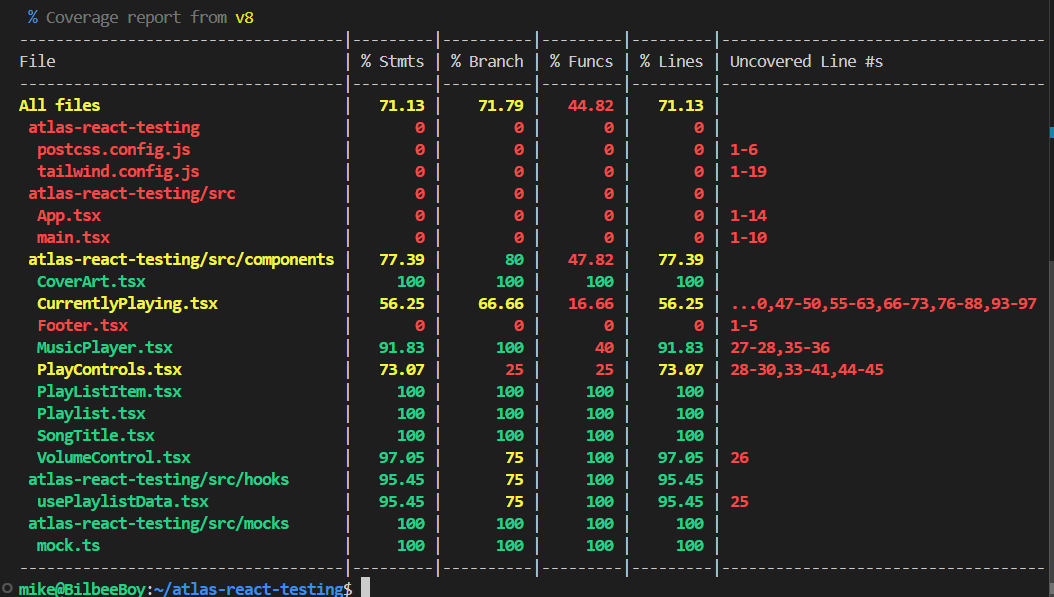 % Coverage report from v8
-----------------------------------|---------|----------|---------|---------|-----------------------------------
File                               | % Stmts | % Branch | % Funcs | % Lines | Uncovered Line #s
-----------------------------------|---------|----------|---------|---------|-----------------------------------
All files                          |   71.13 |    71.79 |   44.82 |   71.13 |
 atlas-react-testing               |       0 |        0 |       0 |       0 |
  postcss.config.js                |       0 |        0 |       0 |       0 | 1-6
  tailwind.config.js               |       0 |        0 |       0 |       0 | 1-19
 atlas-react-testing/src           |       0 |        0 |       0 |       0 |
  App.tsx                          |       0 |        0 |       0 |       0 | 1-14
  main.tsx                         |       0 |        0 |       0 |       0 | 1-10
 atlas-react-testing/src/components |   77.39 |       80 |   47.82 |   77.39 |
  CoverArt.tsx                     |     100 |      100 |     100 |     100 |
  CurrentlyPlaying.tsx             |   56.25 |    66.66 |   16.66 |   56.25 | ...0,47-50,55-63,66-73,76-88,93-97
  Footer.tsx                       |       0 |        0 |       0 |       0 | 1-5
  MusicPlayer.tsx                  |   91.83 |      100 |      40 |   91.83 | 27-28,35-36
  PlayControls.tsx                 |   73.07 |       25 |      25 |   73.07 | 28-30,33-41,44-45
  PlayListItem.tsx                 |     100 |      100 |     100 |     100 |
  Playlist.tsx                     |     100 |      100 |     100 |     100 |
  SongTitle.tsx                    |     100 |      100 |     100 |     100 |
  VolumeControl.tsx                |   97.05 |       75 |     100 |   97.05 | 26
 atlas-react-testing/src/hooks     |   95.45 |       75 |     100 |   95.45 |
  usePlaylistData.tsx              |   95.45 |       75 |     100 |   95.45 | 25
 atlas-react-testing/src/mocks     |     100 |      100 |     100 |     100 |
  mock.ts                          |     100 |      100 |     100 |     100 |
-----------------------------------|---------|----------|---------|---------|-----------------------------------
mike@BilbeeBoy:~/atlas-react-testing$